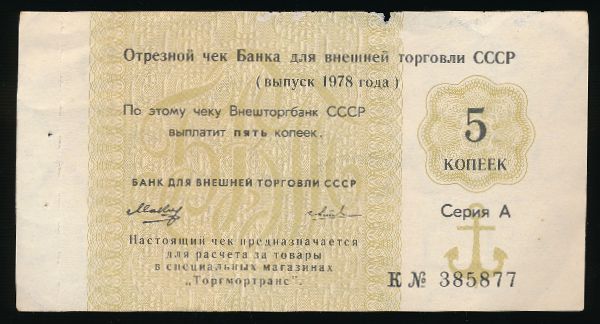 Отрезной чек Банка для внешней торговли СССР
(выпуск 1978 года)
По этому чеку Внешторгбанк СССР
выплатит пять копеек.
5
КОПЕЕК
БАНК ДЛЯ ВНЕШНЕЙ ТОРГОВЛИ СССР
Серия А
Настоящий чек предназначается
для расчета за товары
в специальных магазинах
„Торгмортранс".
К № 385877